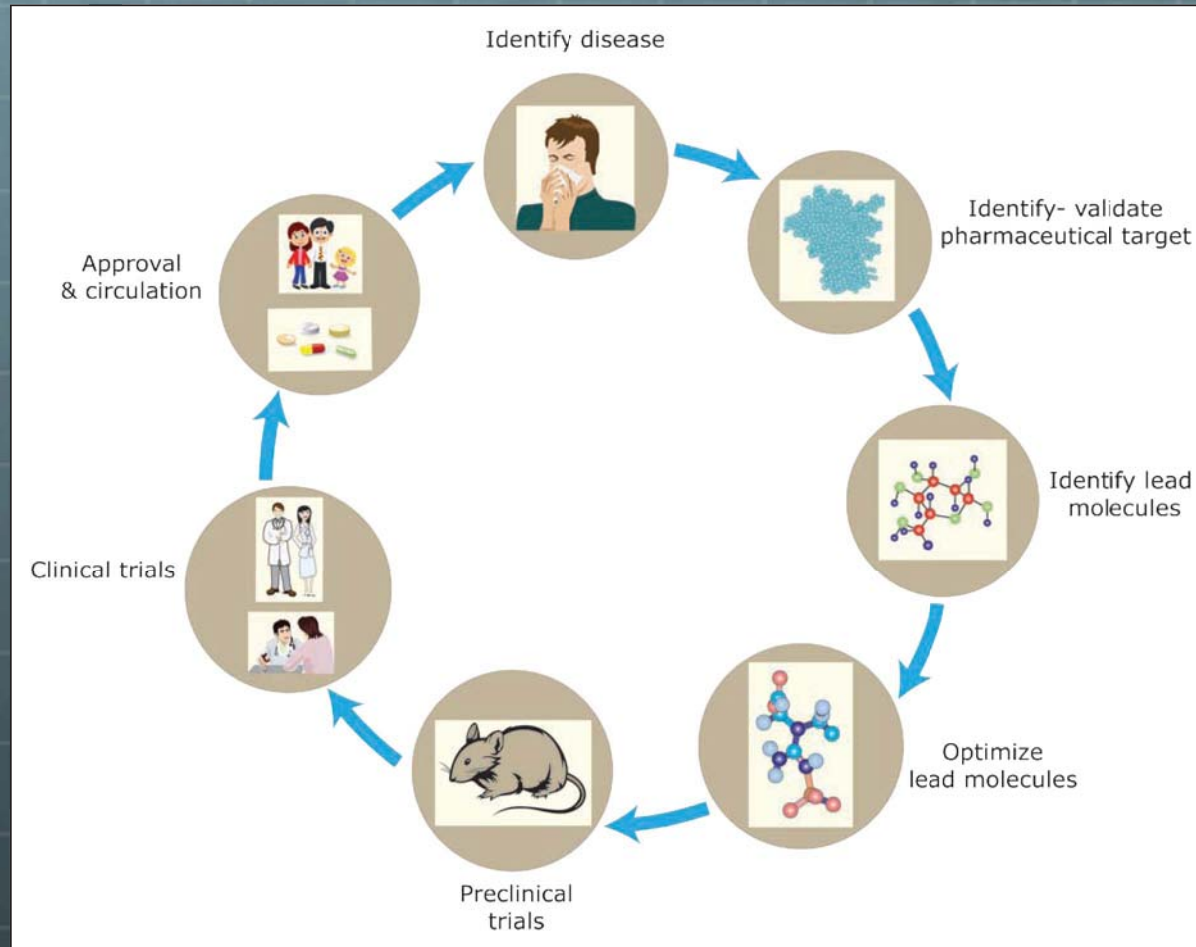 Identify disease
Identify- validate
pharmaceutical target
Identify lead
molecules
Optimize
lead molecules
Preclinical
trials
Clinical trials
Approval
& circulation